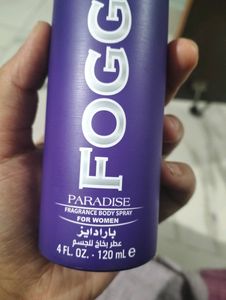 FOGG
PARADISE
FRAGRANCE BODY SPRAY
FOR WOMEN
بارادايز
عطر بخاخ للجسم
4 FL. OZ. · 120 mL e